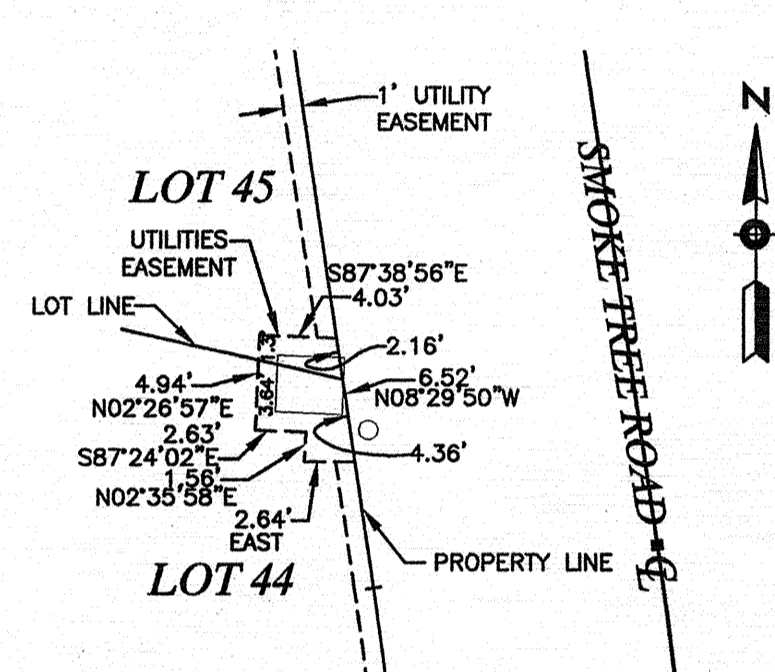 1' UTILITY
EASEMENT
N
LOT 45
SMOKE TREE ROAD - ℄
UTILITIES
EASEMENT
S87°38'56"E
4.03'
LOT LINE
2.16'
4.94'
3.64'
6.52'
N02°26'57"E
N08°29'50"W
2.63'
S87°24'02"E
4.36'
1.56'
N02°35'58"E
2.64'
EAST
PROPERTY LINE
LOT 44